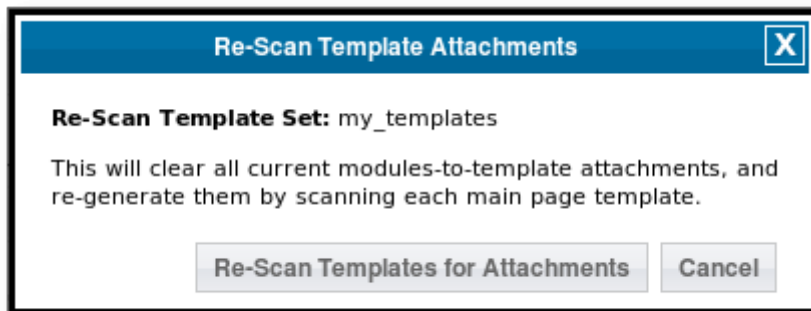 Re-Scan Template Attachments X
Re-Scan Template Set: my_templates
This will clear all current modules-to-template attachments, and
re-generate them by scanning each main page template.
Re-Scan Templates for Attachments Cancel